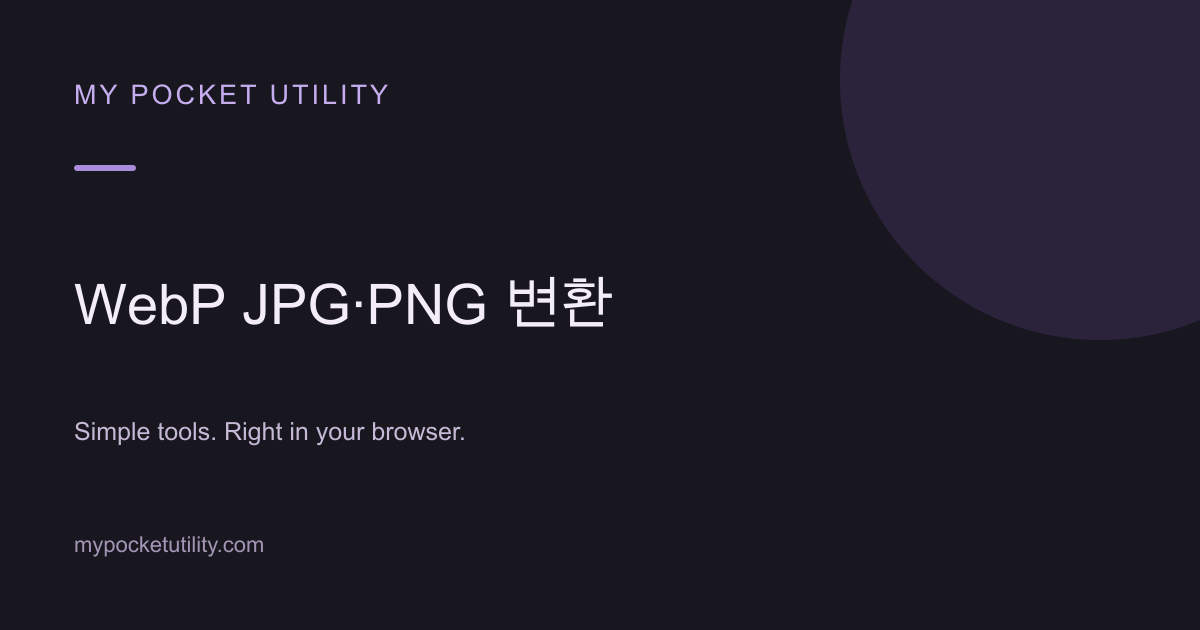 MY POCKET UTILITY
WebP JPG·PNG 변환
Simple tools. Right in your browser.
mypocketutility.com